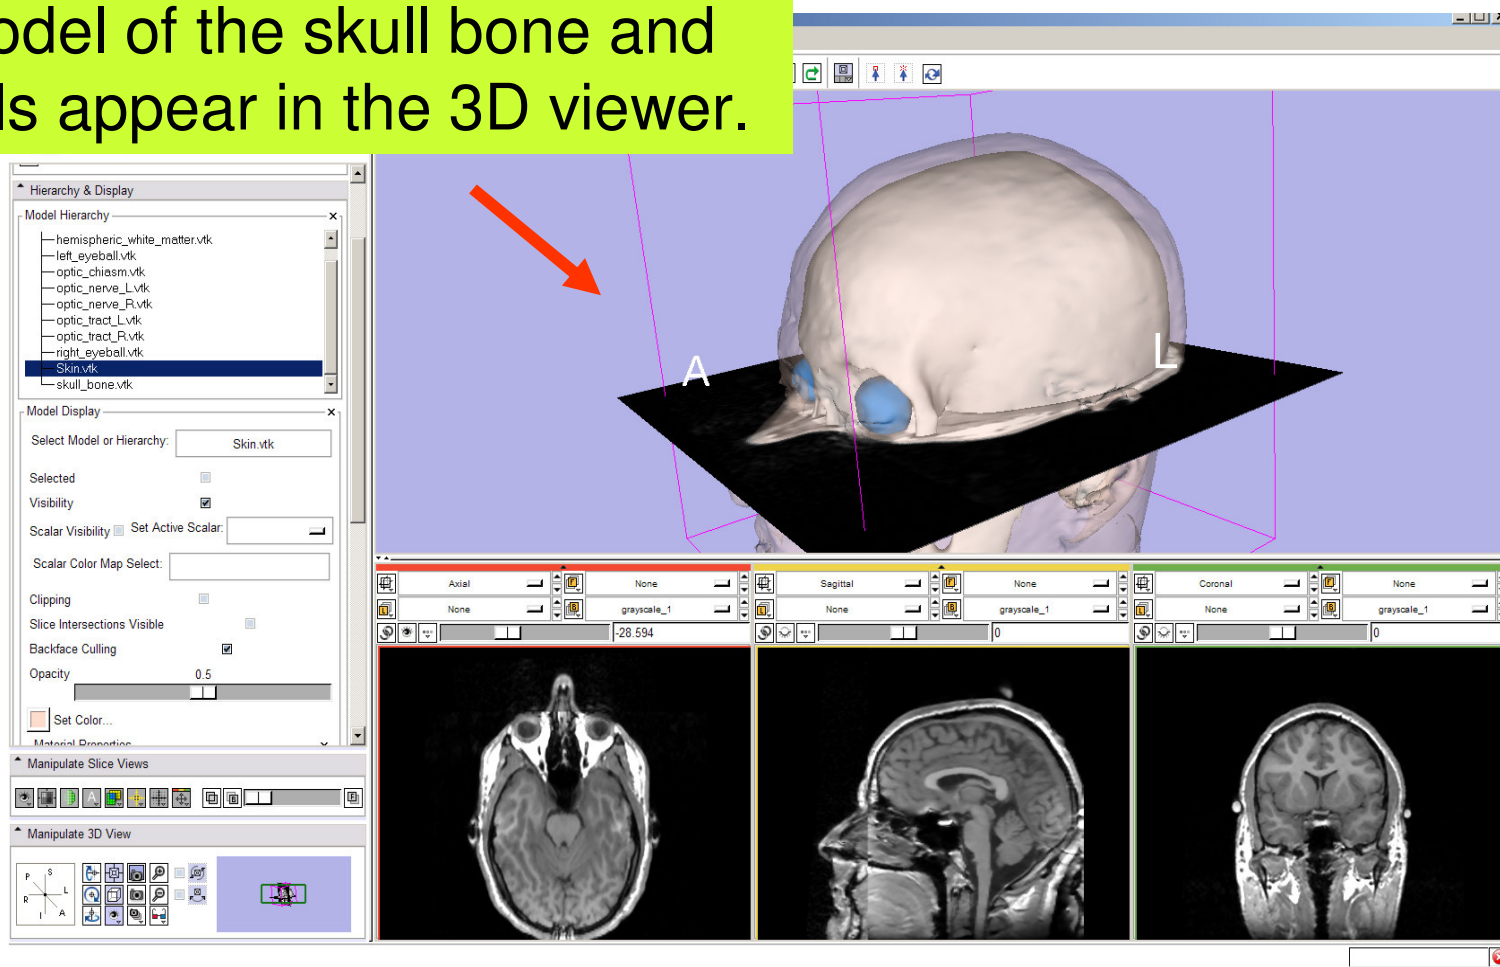 odel of the skull bone and
ls appear in the 3D viewer.
Hierarchy & Display
Model Hierarchy
hemispheric_white_matter.vtk
left_eyeball.vtk
optic_chiasm.vtk
optic_nerve_L.vtk
optic_nerve_R.vtk
optic_tract_L.vtk
optic_tract_R.vtk
right_eyeball.vtk
Skin.vtk
skull_bone.vtk
Model Display
Select Model or Hierarchy: Skin.vtk
Selected
Visibility
Scalar Visibility Set Active Scalar:
Scalar Color Map Select:
Clipping
Slice Intersections Visible
Backface Culling
Opacity 0.5
Set Color...
Material Properties
Manipulate Slice Views
Manipulate 3D View
P S
R L
I A
A L
Axial None
None grayscale_1
-28.594
Sagittal None
None grayscale_1
0
Coronal None
None grayscale_1
0